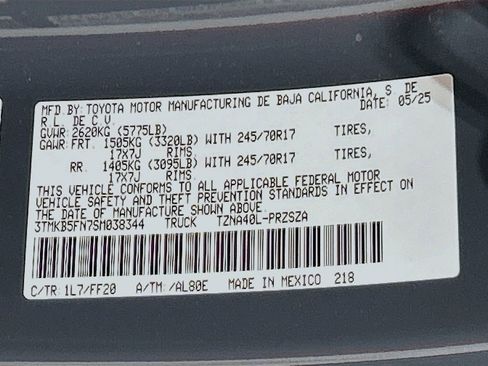 MFD. BY: TOYOTA MOTOR MANUFACTURING DE BAJA CALIFORNIA, S. DE
R L. DE C.V. DATE: 05/25
GVWR: 2620KG (5775LB)
GAWR: FRT. 1505KG (3320LB) WITH 245/70R17 TIRES,
17X7J RIMS
RR. 1405KG (3095LB) WITH 245/70R17 TIRES,
17X7J RIMS
THIS VEHICLE CONFORMS TO ALL APPLICABLE FEDERAL MOTOR
VEHICLE SAFETY AND THEFT PREVENTION STANDARDS IN EFFECT ON
THE DATE OF MANUFACTURE SHOWN ABOVE.
3TMKB5FN7SM038344 TRUCK TZNA40L-PRZSZA
C/TR: 1L7/FF20 A/TM: /AL80E MADE IN MEXICO 218